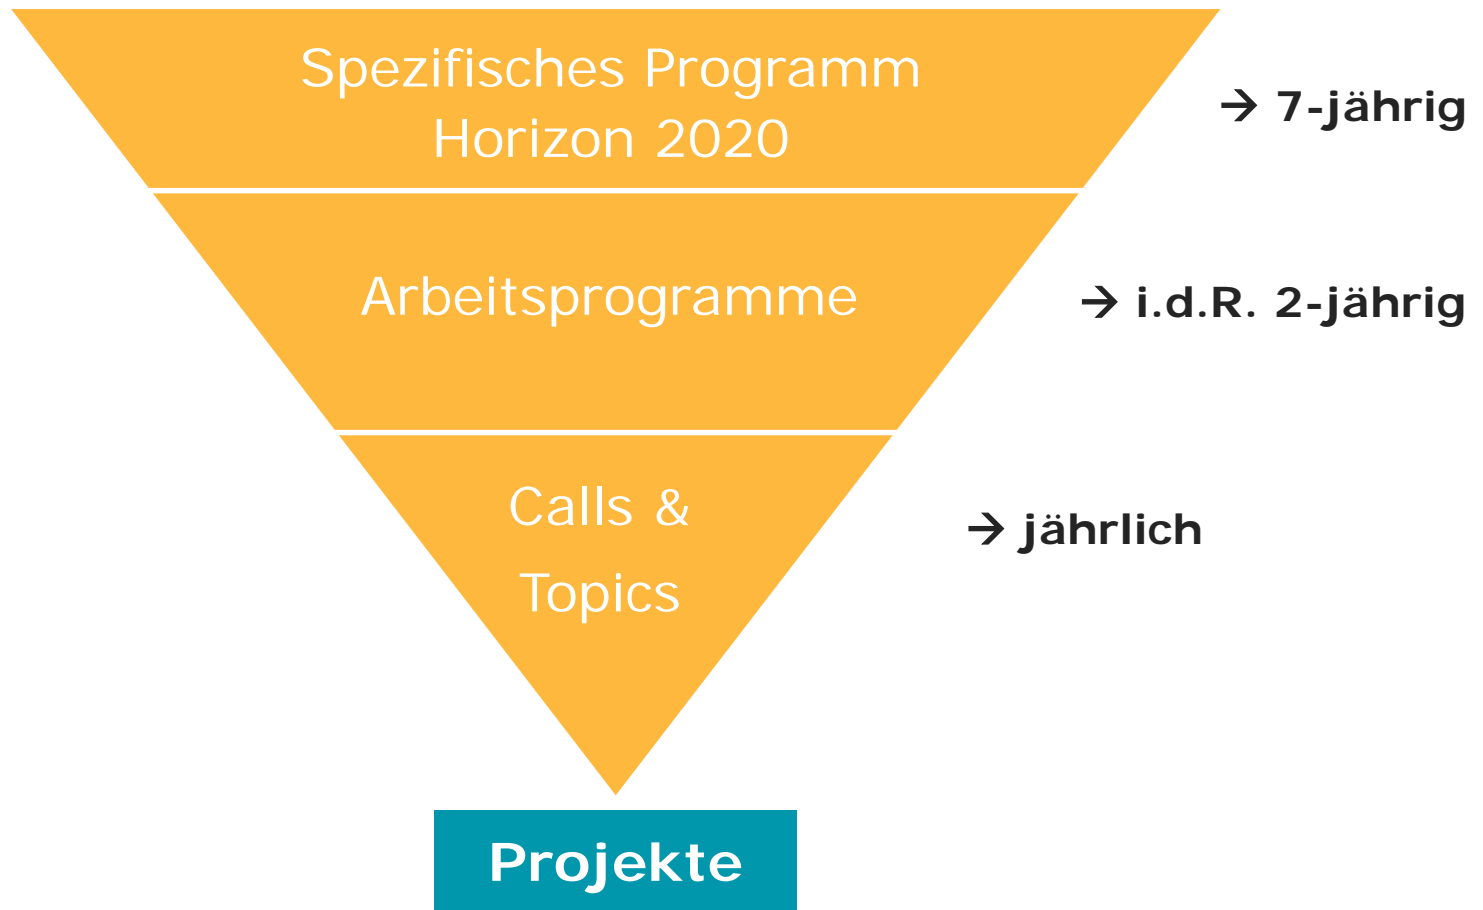 Spezifisches Programm
Horizon 2020
→ 7-jährig
Arbeitsprogramme
→ i.d.R. 2-jährig
Calls &
Topics
→ jährlich
Projekte